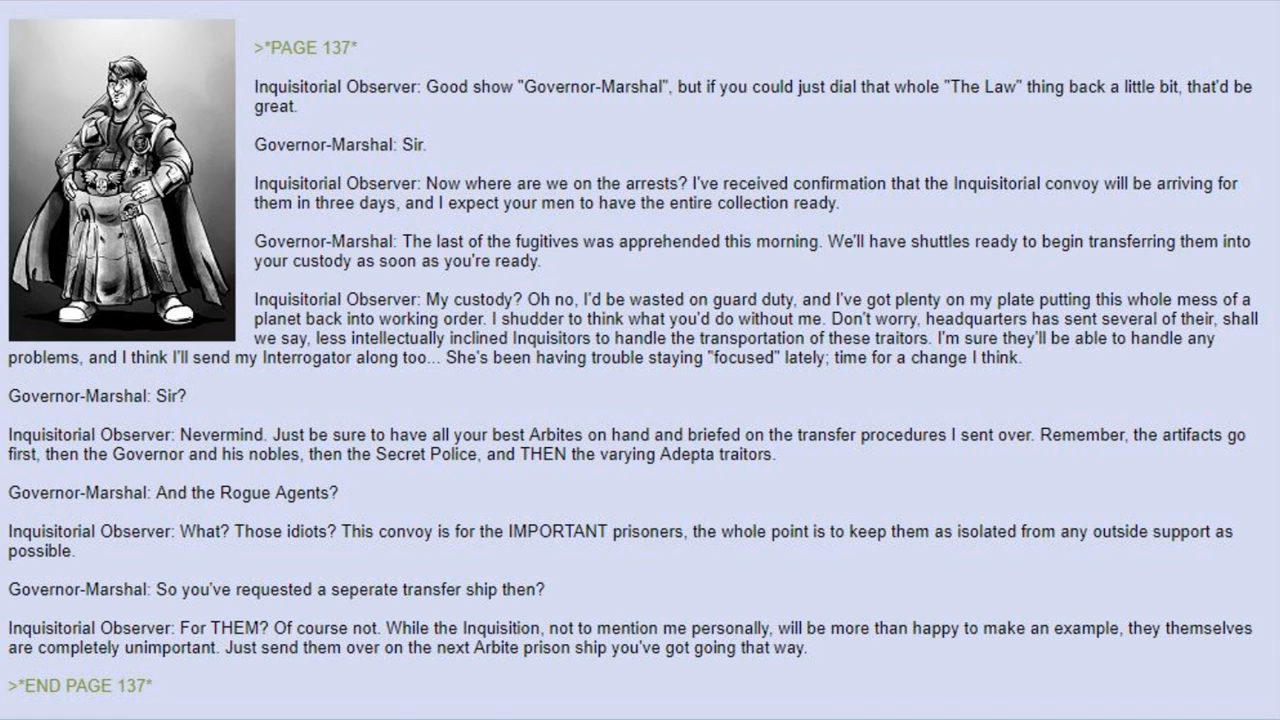 >*PAGE 137*
Inquisitorial Observer: Good show "Governor-Marshal", but if you could just dial that whole "The Law" thing back a little bit, that'd be
great.
Governor-Marshal: Sir.
Inquisitorial Observer: Now where are we on the arrests? I've received confirmation that the Inquisitorial convoy will be arriving for
them in three days, and I expect your men to have the entire collection ready.
Governor-Marshal: The last of the fugitives was apprehended this morning. We'll have shuttles ready to begin transferring them into
your custody as soon as you're ready.
Inquisitorial Observer: My custody? Oh no, I'd be wasted on guard duty, and I've got plenty on my plate putting this whole mess of a
planet back into working order. I shudder to think what you'd do without me. Don't worry, headquarters has sent several of their, shall
we say, less intellectually inclined Inquisitors to handle the transportation of these traitors. I'm sure they'll be able to handle any
problems, and I think I'll send my Interrogator along too... She's been having trouble staying "focused" lately; time for a change I think.
Governor-Marshal: Sir?
Inquisitorial Observer: Nevermind. Just be sure to have all your best Arbites on hand and briefed on the transfer procedures I sent over. Remember, the artifacts go
first, then the Governor and his nobles, then the Secret Police, and THEN the varying Adepta traitors.
Governor-Marshal: And the Rogue Agents?
Inquisitorial Observer: What? Those idiots? This convoy is for the IMPORTANT prisoners, the whole point is to keep them as isolated from any outside support as
possible.
Governor-Marshal: So you've requested a seperate transfer ship then?
Inquisitorial Observer: For THEM? Of course not. While the Inquisition, not to mention me personally, will be more than happy to make an example, they themselves
are completely unimportant. Just send them over on the next Arbite prison ship you've got going that way.
>*END PAGE 137*